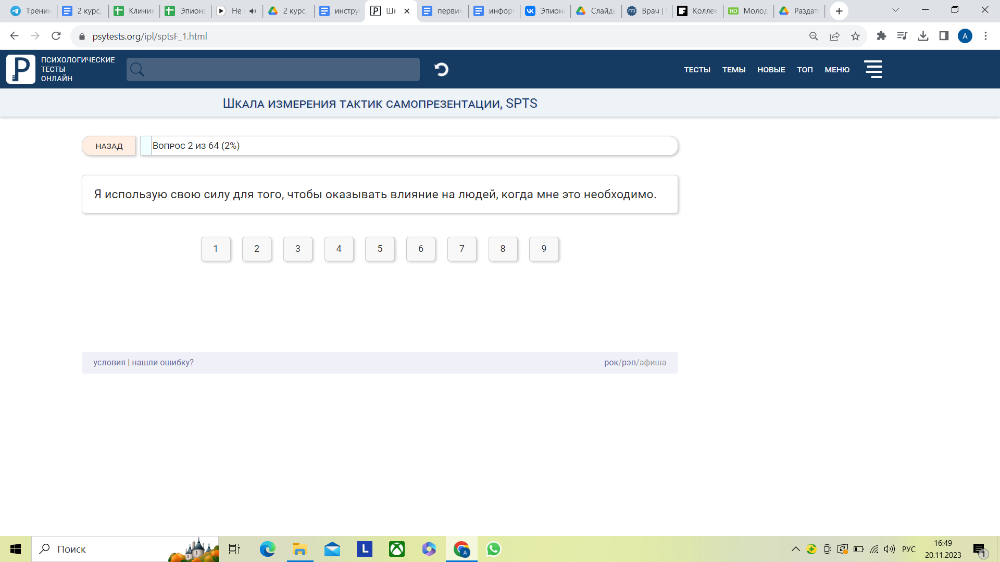 Тренин
2 курс,
Клиник
Эпиона
Не
2 курс,
инстру
Шк
первич
инфор
Эпиона
Слайды
Врач |
Коллек
Молод
Раздат
psytests.org/ipl/sptsF_1.html
A
ПСИХОЛОГИЧЕСКИЕ
ТЕСТЫ
ОНЛАЙН
ТЕСТЫ
ТЕМЫ
НОВЫЕ
ТОП
МЕНЮ
Шкала измерения тактик самопрезентации, SPTS
НАЗАД
Вопрос 2 из 64 (2%)
Я использую свою силу для того, чтобы оказывать влияние на людей, когда мне это необходимо.
1 2 3 4 5 6 7 8 9
условия | нашли ошибку?
рок/рэп/афиша
Поиск
РУС
16:49
20.11.2023
1